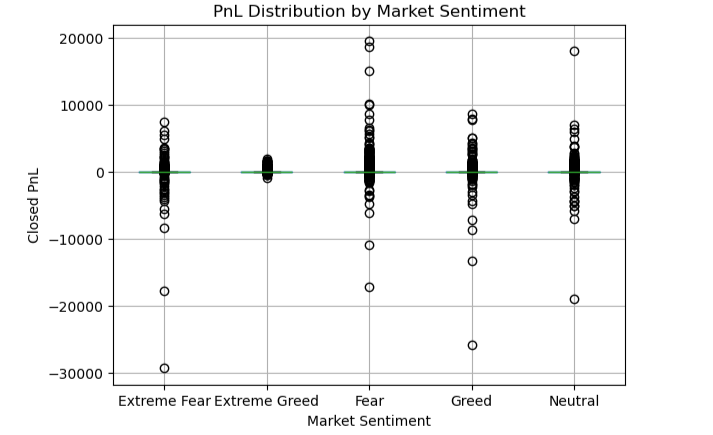 PnL Distribution by Market Sentiment
20000
10000
0
−10000
−20000
−30000
Closed PnL
Extreme Fear Extreme Greed Fear Greed Neutral
Market Sentiment